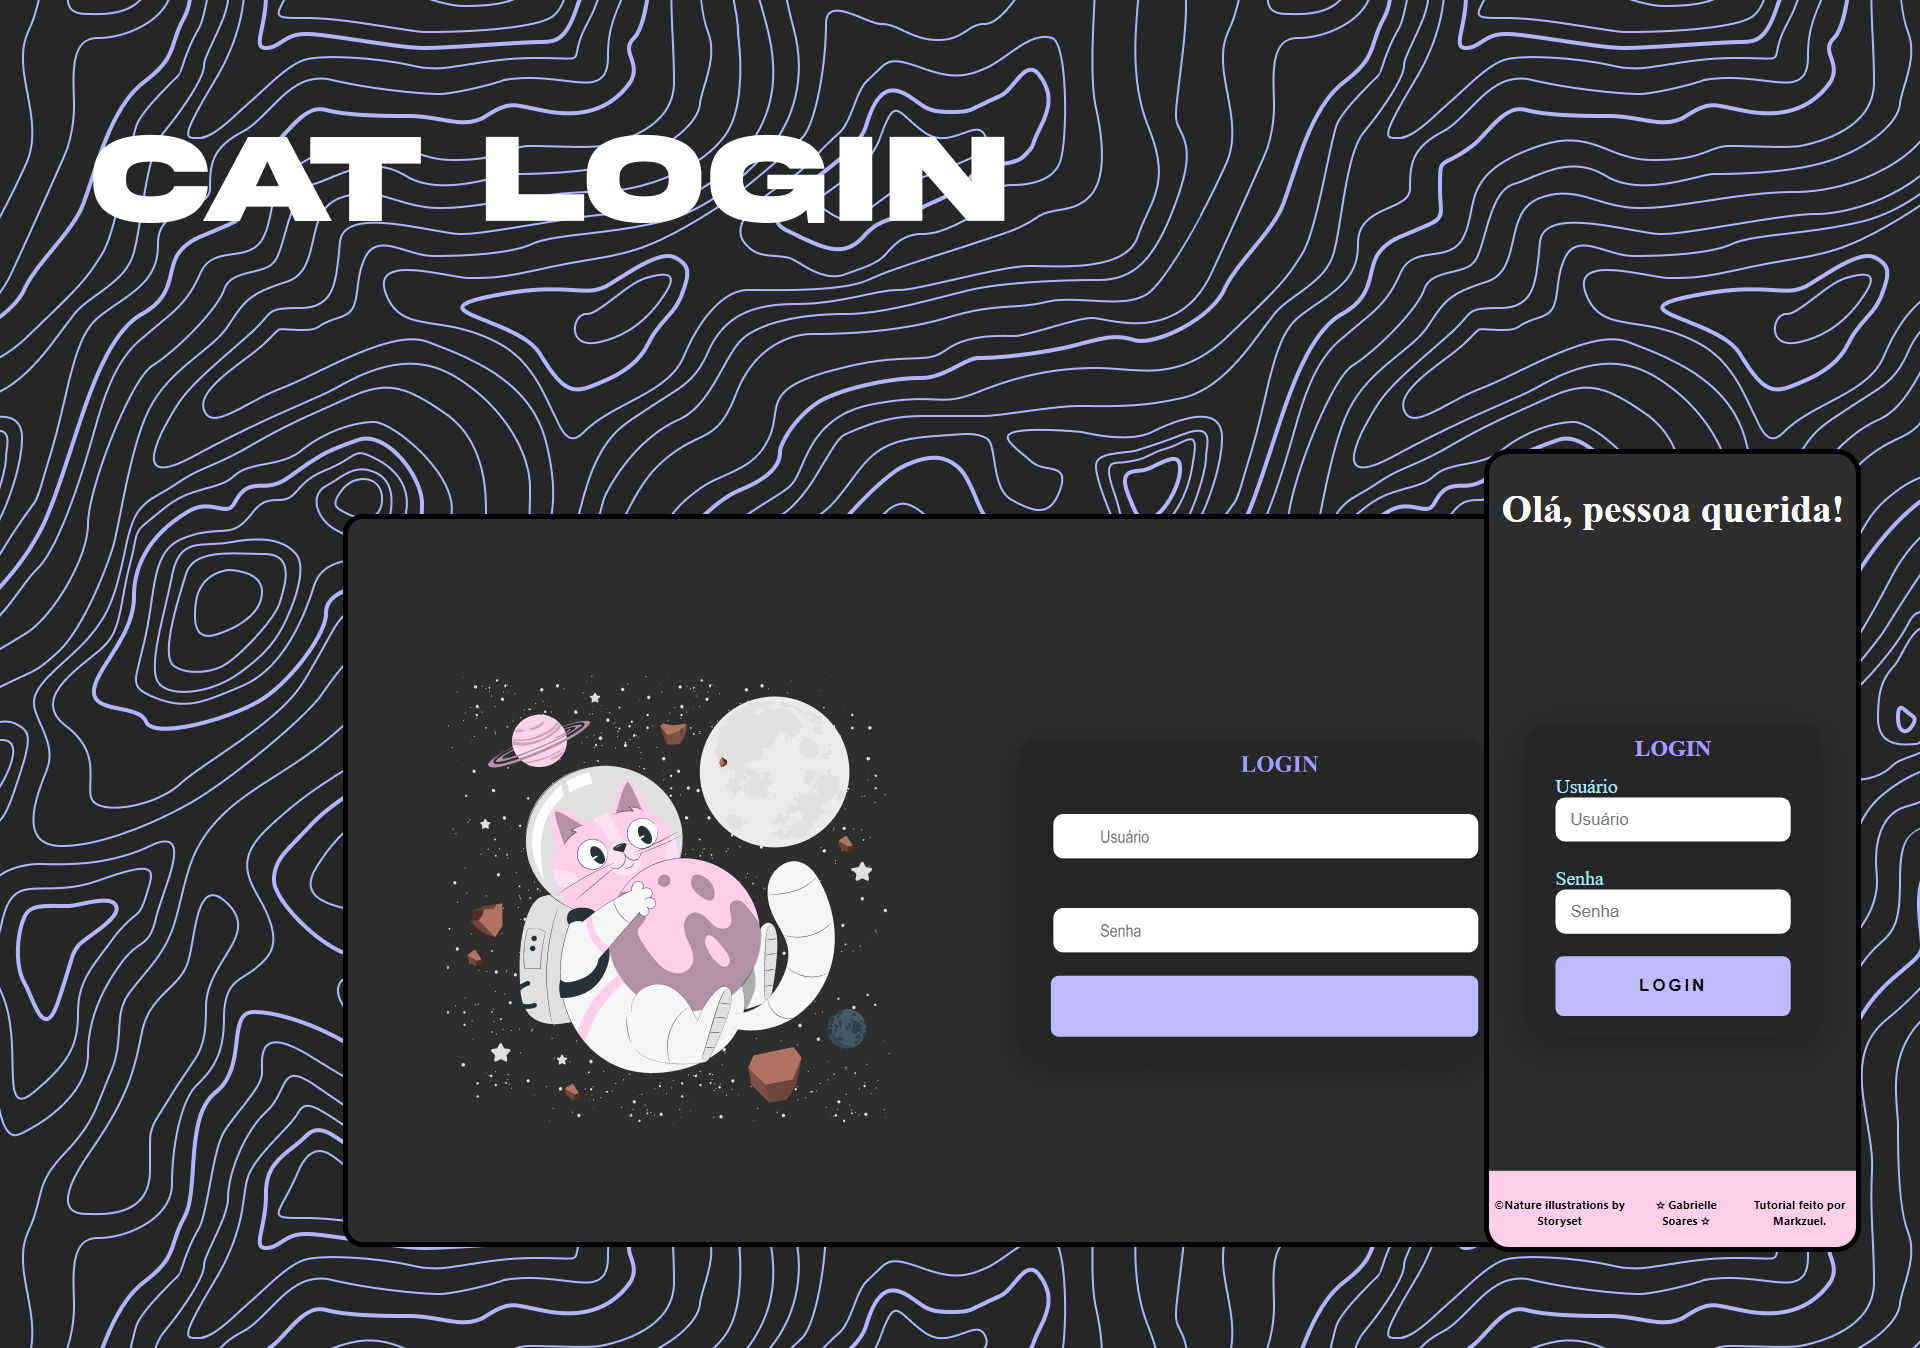 CAT LOGIN
LOGIN
Usuário
Senha
Olá, pessoa querida!
LOGIN
Usuário
Usuário
Senha
Senha
LOGIN
©Nature illustrations by
Storyset
☆ Gabrielle
Soares ☆
Tutorial feito por
Markzuel.